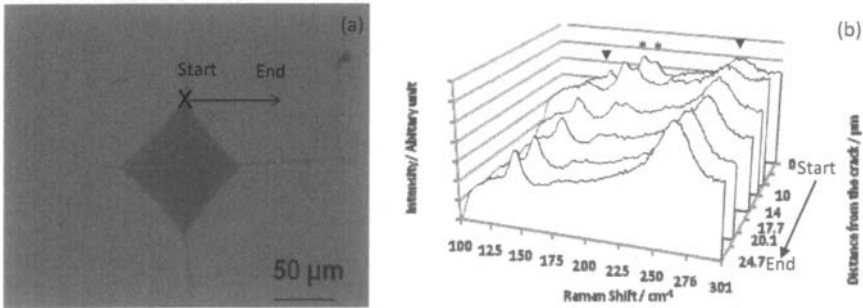 (a)
Start
End
X
50 μm
(b)
▼
* *
▼
Intensity/ Abitary unit
100 125 150 175 200 225 250 276 301
Raman Shift / cm⁻¹
0
10
14
17.7
20.1
24.7
Start
End
Distance from the crack / μm